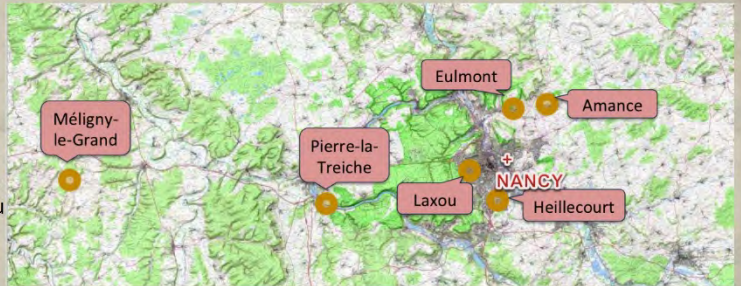 Eulmont
Amance
Méligny-
le-Grand
Pierre-la-
Treiche
+
NANCY
Laxou
Heillecourt
u